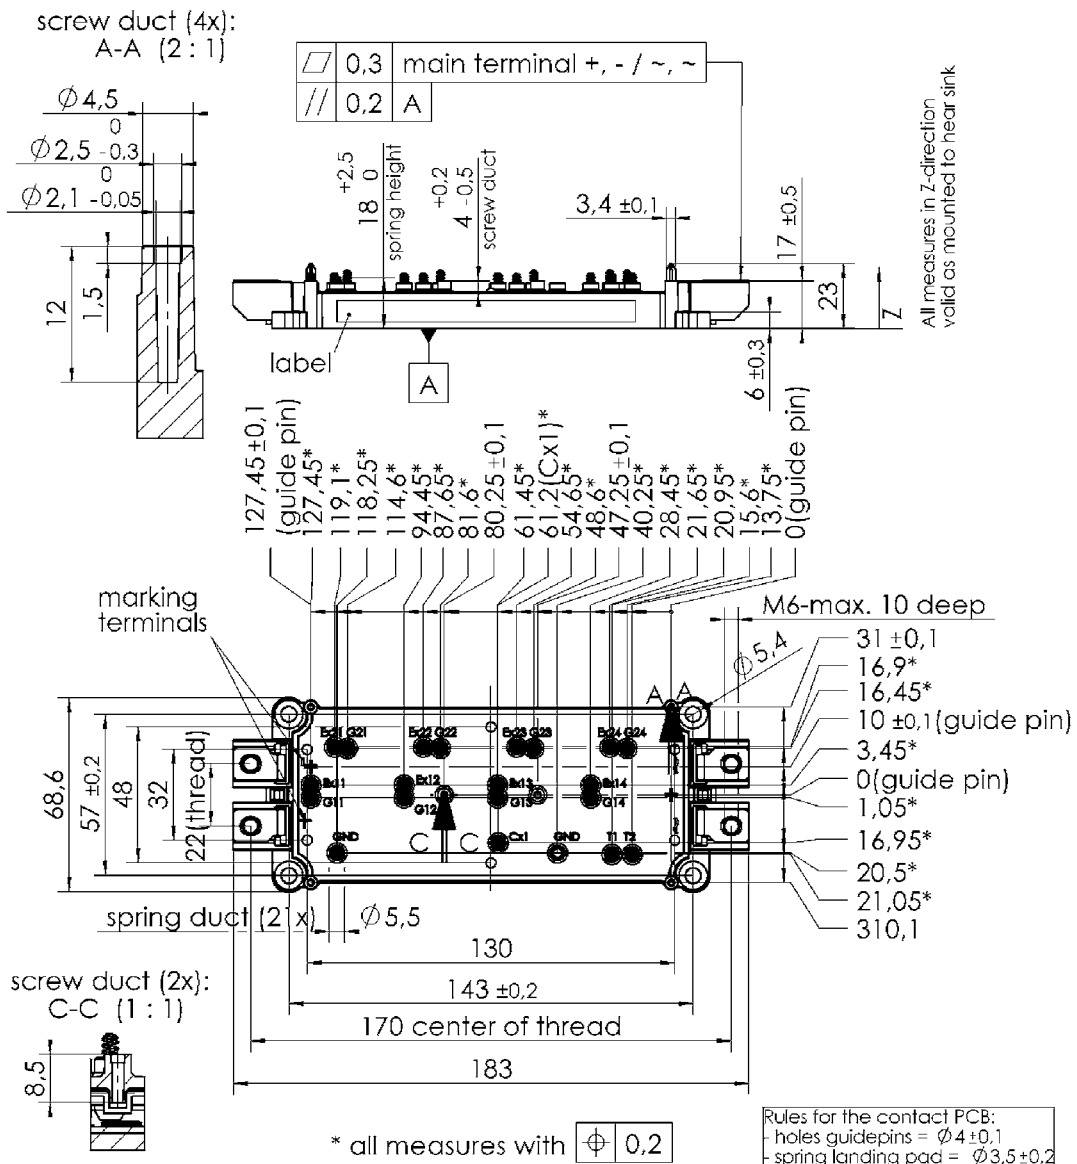 screw duct (4x):
A-A (2 : 1)
0,3 main terminal +, - / ~, ~
// 0,2 A
Ø4,5
0
Ø2,5 -0,3
0
Ø2,1 -0,05
12
1,5
+2,5
18 0
spring height
+0,2
4 -0,5
screw duct
3,4 ±0,1
17 ±0,5
23
Z
6 ±0,3
All measures in Z-direction
valid as mounted to hear sink
label
A
127,45 ±0,1
(guide pin)
127,45*
119,1*
118,25*
114,6*
94,45*
87,65*
81,6*
80,25 ±0,1
61,45*
61,2(Cx1)*
54,65*
48,6*
47,25 ±0,1
40,25*
28,45*
21,65*
20,95*
15,6*
13,75*
0(guide pin)
marking
terminals
M6-max. 10 deep
Ø5,4
A A
31 ±0,1
16,9*
16,45*
10 ±0,1(guide pin)
3,45*
0(guide pin)
1,05*
16,95*
20,5*
21,05*
310,1
68,6
57 ±0,2
48
32
22(thread)
Ex21 G21 Ex22 G22 Ex23 G23 Ex24 G24
Ex11 Ex12 Ex13 Ex14
G11 G12 G13 G14
GND C C Cx1 GND T1 T2
spring duct (21x) Ø5,5
130
143 ±0,2
170 center of thread
183
screw duct (2x):
C-C (1 : 1)
8,5
* all measures with ⌖ 0,2
Rules for the contact PCB:
- holes guidepins = Ø4±0,1
- spring landing pad = Ø3,5±0,2